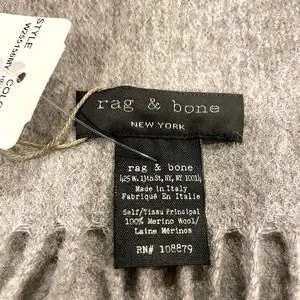 STYLE
W255156MY
COLO
rag & bone
NEW YORK
rag & bone
425 W. 13th St, NY, NY 10014
Made in Italy
Fabriqué En Italie
Self/Tissu Principal
100% Merino Wool/
Laine Mérinos
RN# 108879